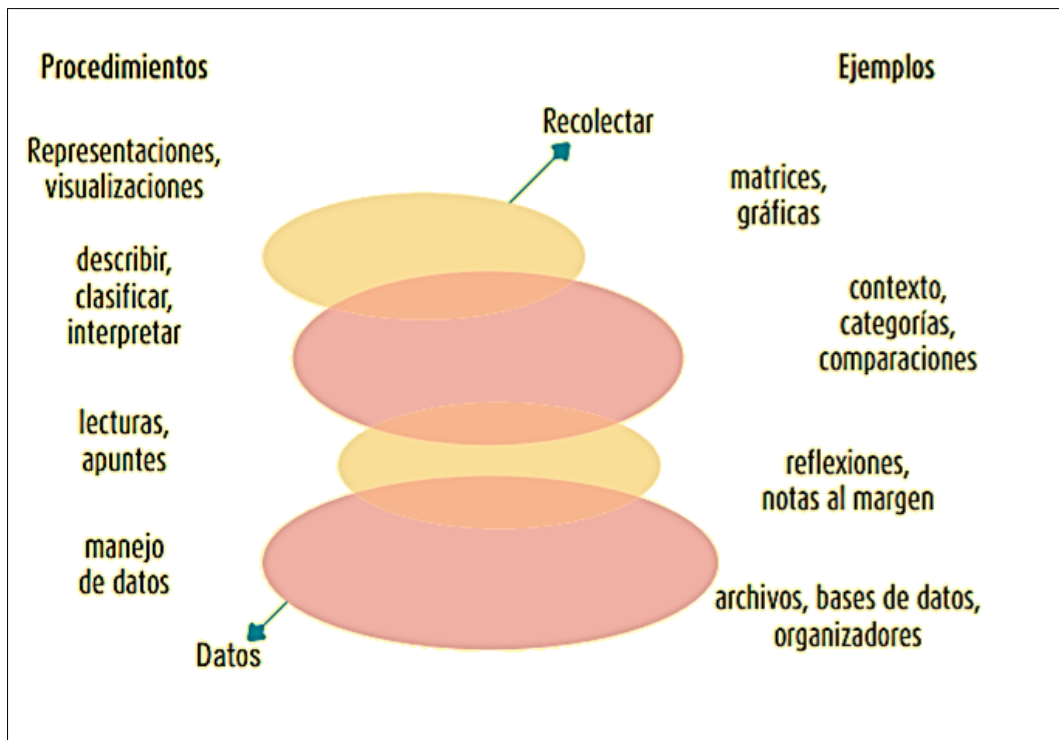 Procedimientos
Ejemplos
Recolectar
Representaciones,
visualizaciones
matrices,
gráficas
describir,
clasificar,
interpretar
contexto,
categorías,
comparaciones
lecturas,
apuntes
reflexiones,
notas al margen
manejo
de datos
archivos, bases de datos,
organizadores
Datos